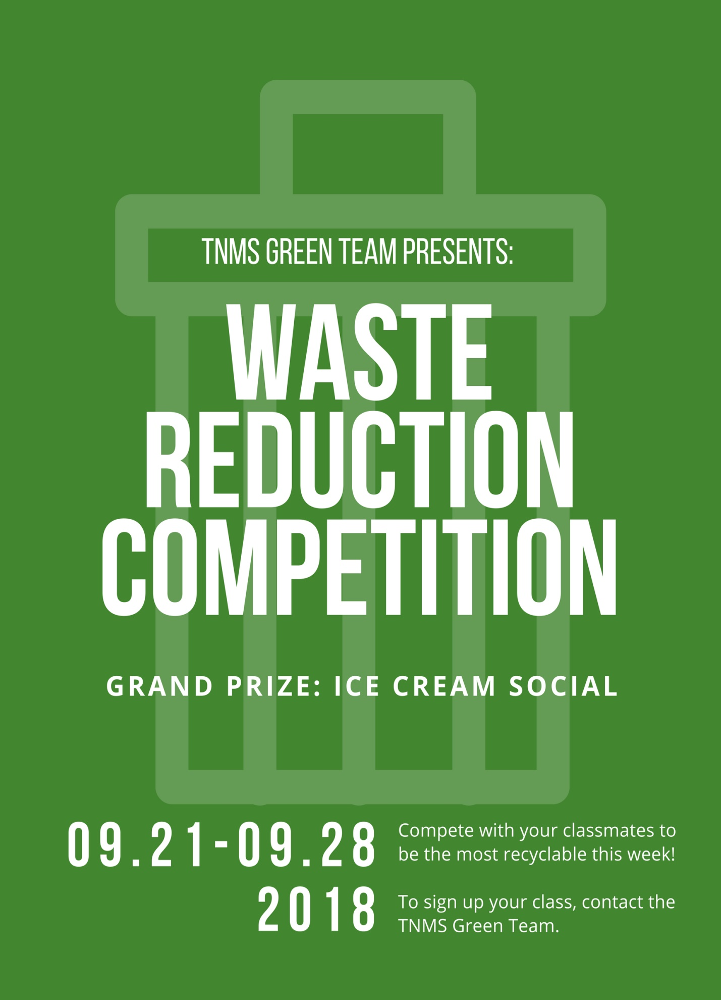 TNMS GREEN TEAM PRESENTS:
WASTE
REDUCTION
COMPETITION
GRAND PRIZE: ICE CREAM SOCIAL
09.21-09.28
2018
Compete with your classmates to
be the most recyclable this week!
To sign up your class, contact the
TNMS Green Team.